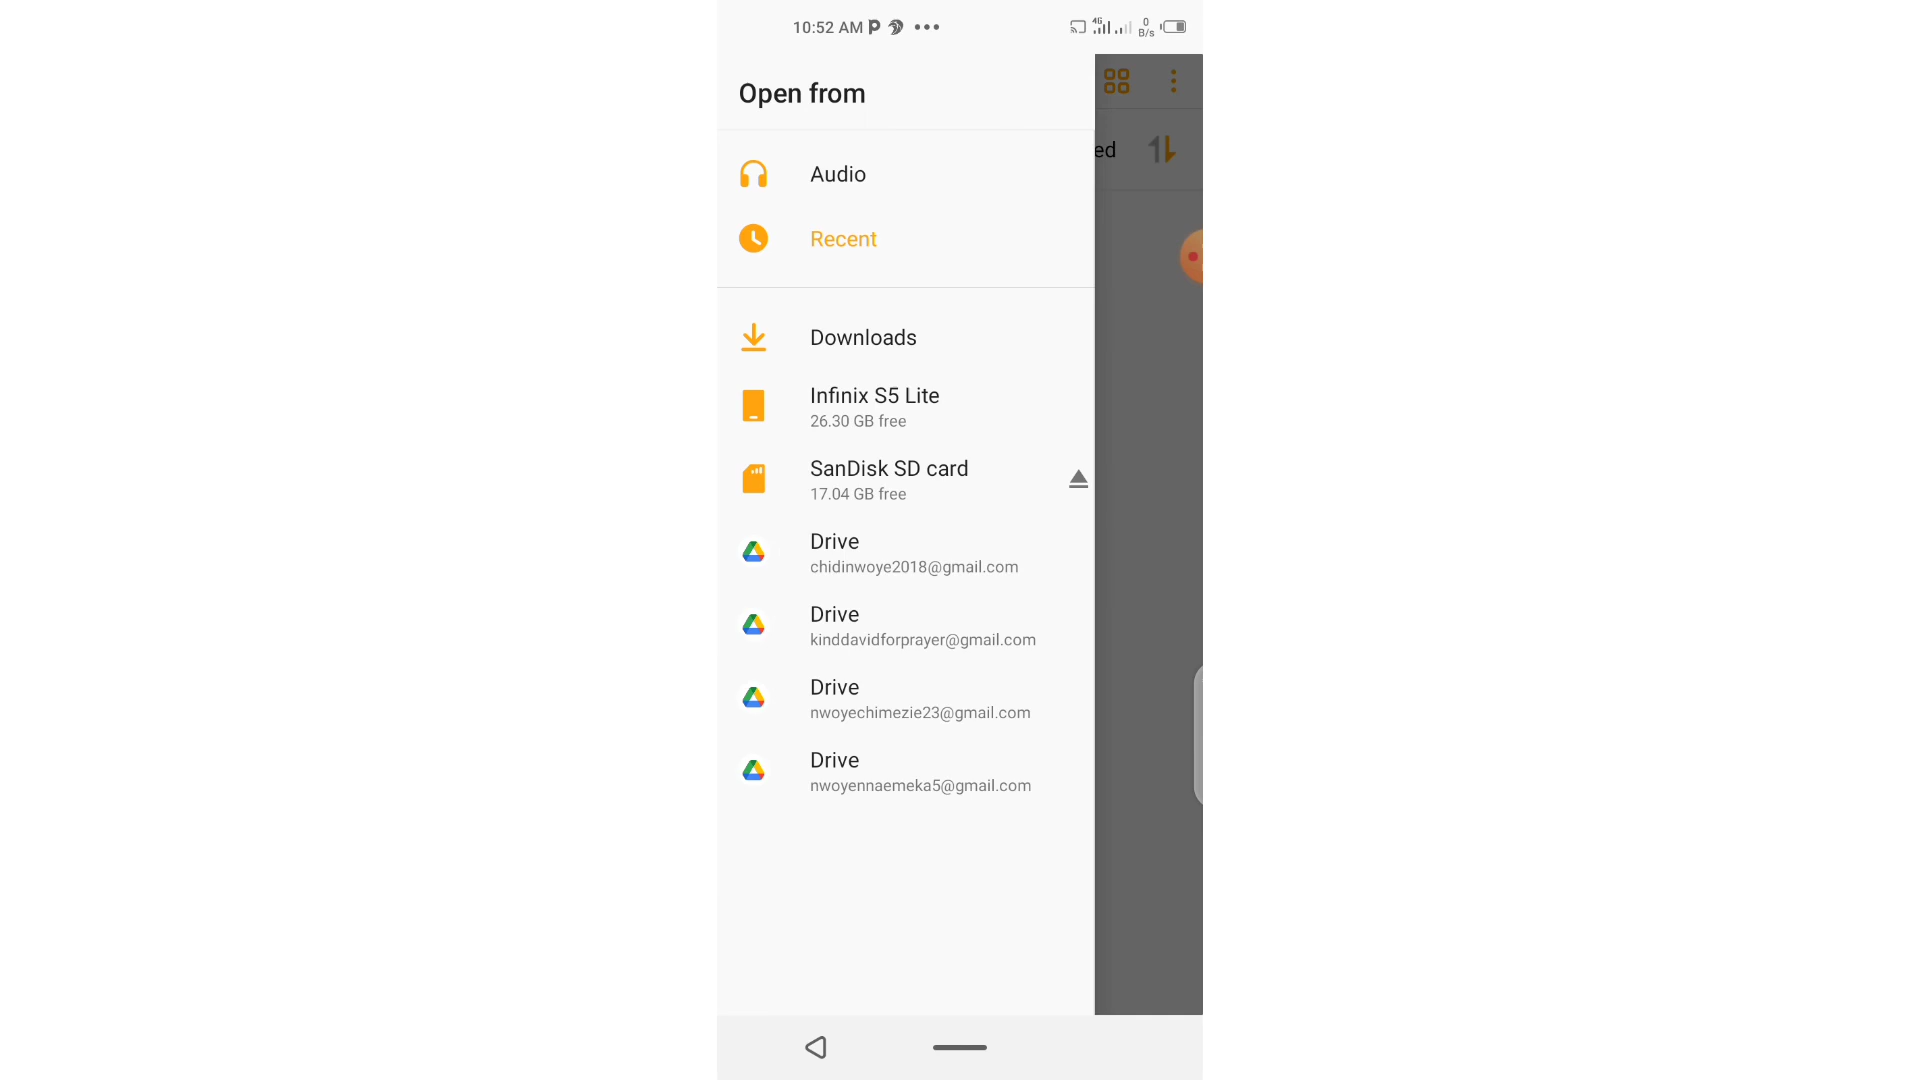 10:52 AM
4G
0
B/s
Open from
ed
Audio
Recent
Downloads
Infinix S5 Lite
26.30 GB free
SanDisk SD card
17.04 GB free
Drive
chidinwoye2018@gmail.com
Drive
kinddavidforprayer@gmail.com
Drive
nwoyechimezie23@gmail.com
Drive
nwoyennaemeka5@gmail.com